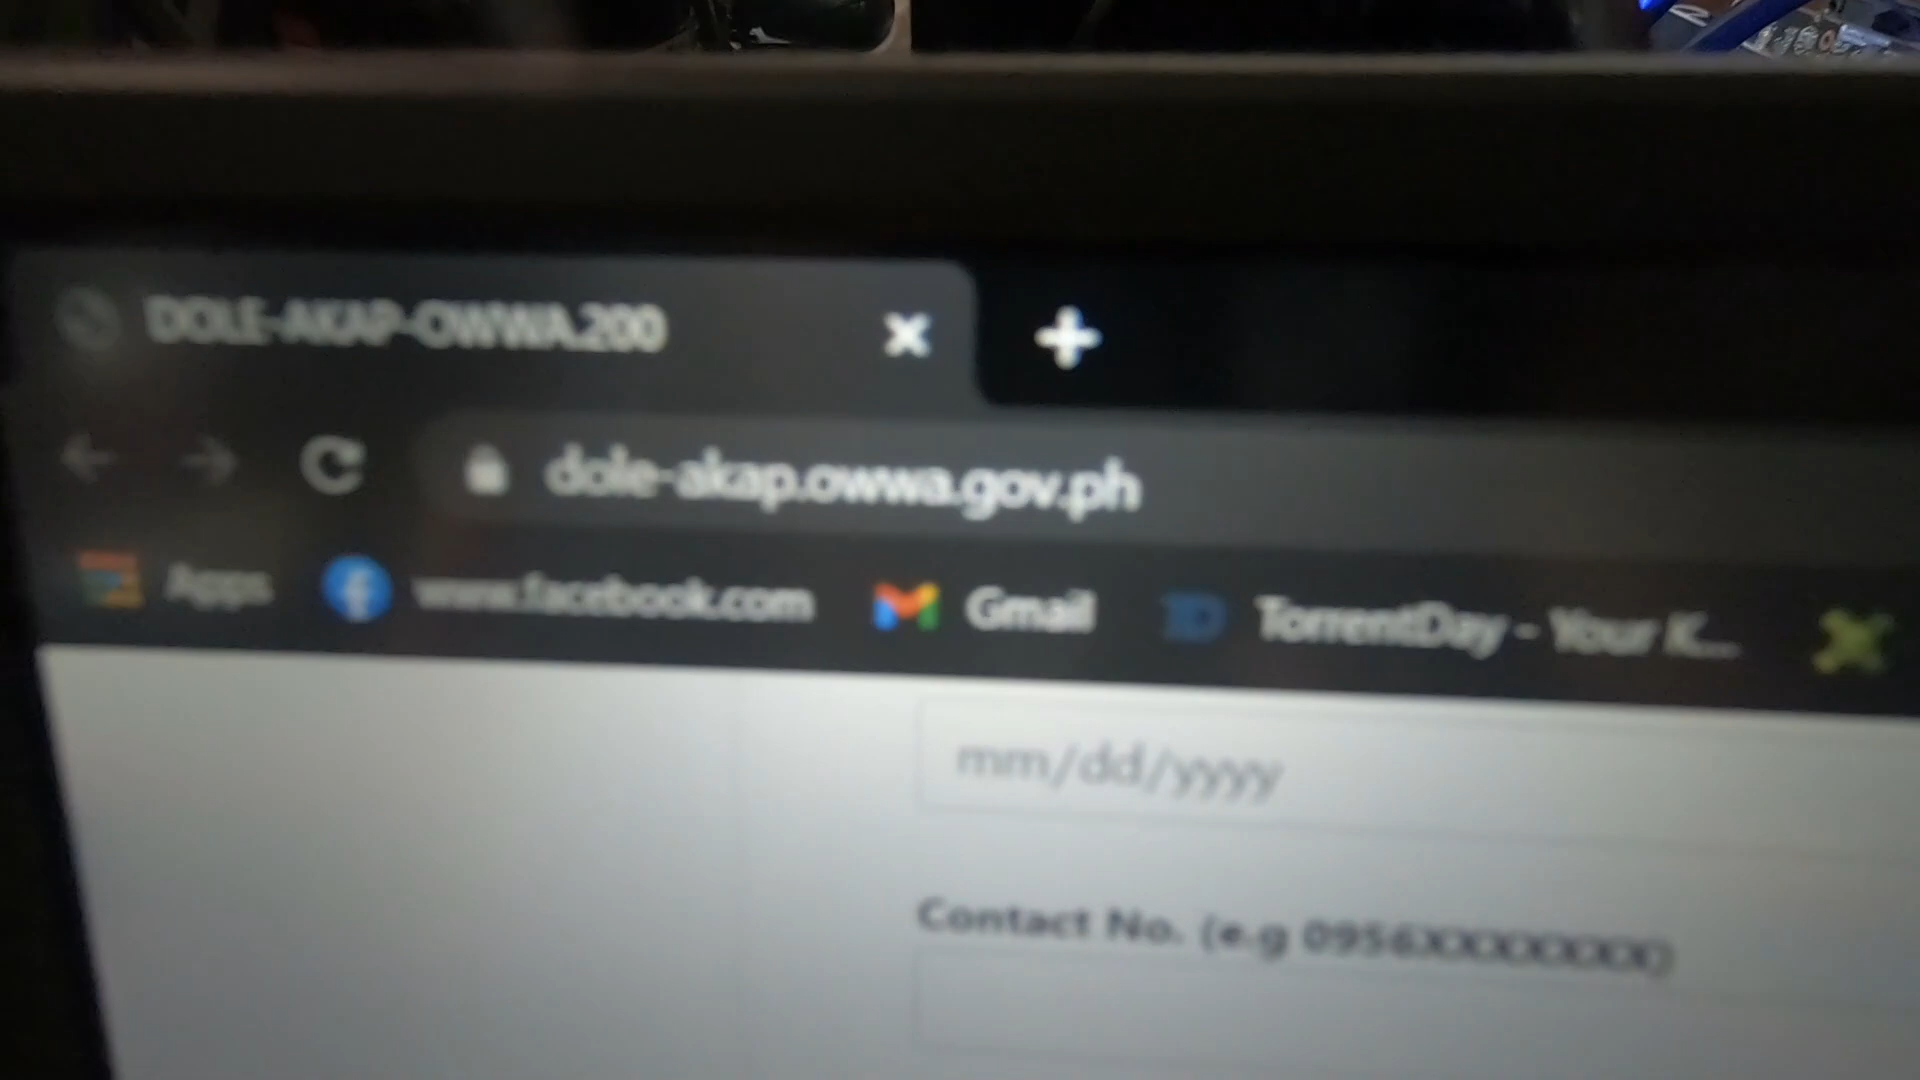 DOLE-AKAP-OWWA.200
dole-akap.owwa.gov.ph
Apps www.facebook.com Gmail TorrentDay - Your K...
mm/dd/yyyy
Contact No. (e.g 0956XXXXXXX)